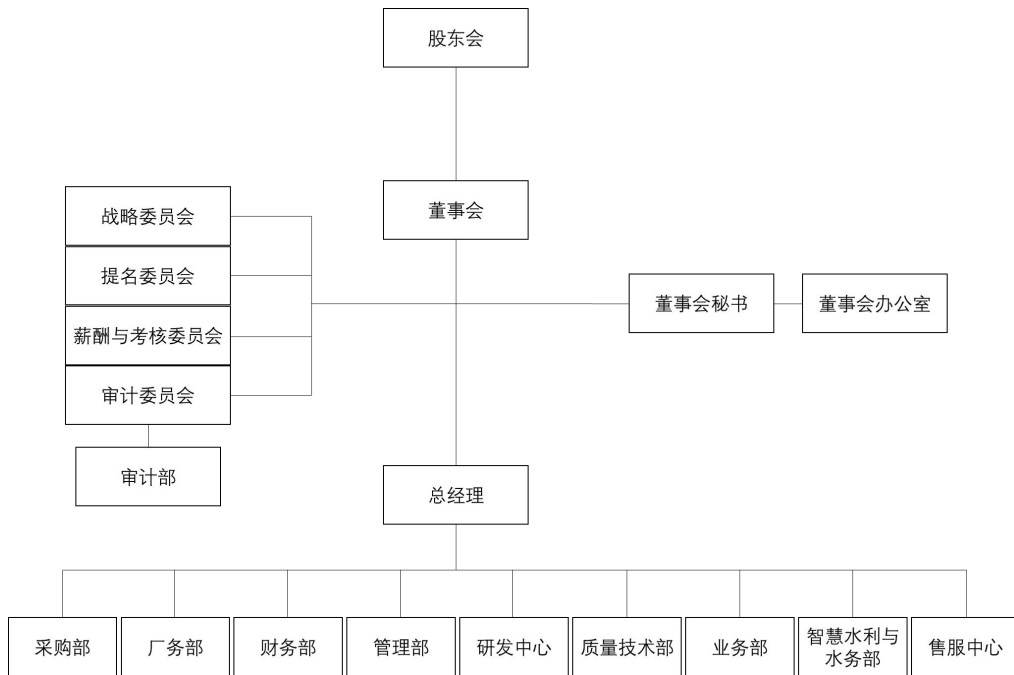 股东会
董事会
战略委员会
提名委员会
薪酬与考核委员会
审计委员会
审计部
董事会秘书
董事会办公室
总经理
采购部
厂务部
财务部
管理部
研发中心
质量技术部
业务部
智慧水利与
水务部
售服中心